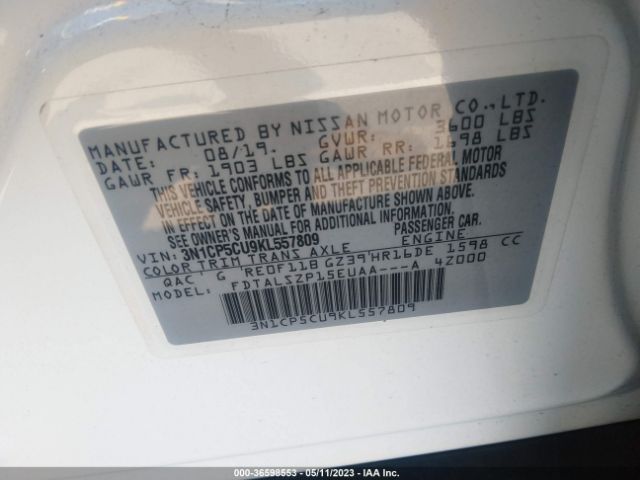 MANUFACTURED BY NISSAN MOTOR CO.,LTD.
DATE: 08/19. GVWR: 3600 LBS
GAWR FR: 1903 LBS GAWR RR: 1698 LBS
THIS VEHICLE CONFORMS TO ALL APPLICABLE FEDERAL MOTOR
VEHICLE SAFETY, BUMPER, AND THEFT PREVENTION STANDARDS
IN EFFECT ON THE DATE OF MANUFACTURE SHOWN ABOVE.
SEE OWNERS MANUAL FOR ADDITIONAL INFORMATION.
VIN: 3N1CP5CU9KL557809 PASSENGER CAR.
COLOR TRIM TRANS AXLE ENGINE
QAC G RE0F11B GZ39 HR16DE 1598 CC
MODEL: FDTALSZP15EUAA---A 4Z000
3N1CP5CU9KL557809
000-36598553 - 05/11/2023 - IAA Inc.